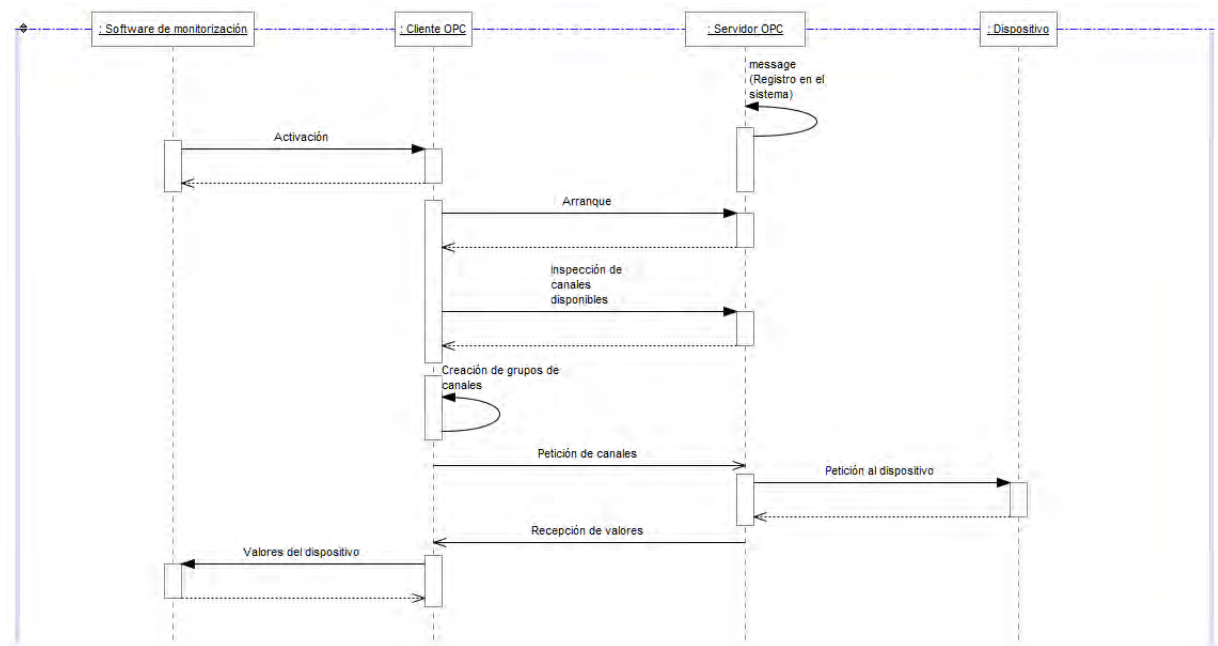 : Software de monitorización
: Cliente OPC
: Servidor OPC
: Dispositivo
message
(Registro en el
sistema)
Activación
Arranque
Inspección de
canales
disponibles
Creación de grupos de
canales
Petición de canales
Petición al dispositivo
Recepción de valores
Valores del dispositivo